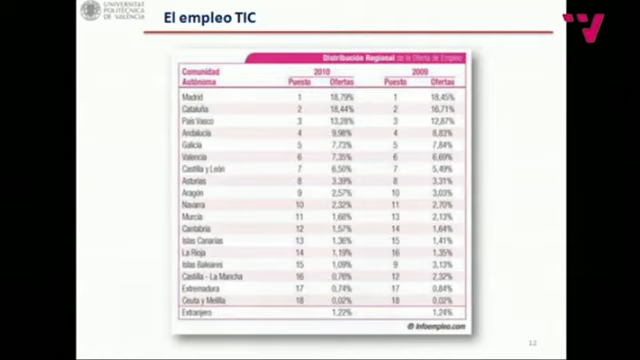 UNIVERSITAT
POLITÈCNICA
DE VALÈNCIA
El empleo TIC
Distribución Regional de la Oferta de Empleo
Comunidad Autónoma 2010 2009
Puesto Ofertas Puesto Ofertas
Madrid 1 18,79% 1 18,45%
Cataluña 2 18,44% 2 16,71%
País Vasco 3 13,28% 3 12,87%
Andalucía 4 9,98% 4 8,83%
Galicia 5 7,73% 5 7,84%
Valencia 6 7,35% 6 6,69%
Castilla y León 7 6,50% 7 5,49%
Asturias 8 3,39% 8 3,31%
Aragón 9 2,57% 10 3,03%
Navarra 10 2,32% 11 2,70%
Murcia 11 1,68% 13 2,13%
Cantabria 12 1,57% 14 1,64%
Islas Canarias 13 1,36% 15 1,41%
La Rioja 14 1,19% 16 1,35%
Islas Baleares 15 1,09% 9 3,13%
Castilla - La Mancha 16 0,76% 12 2,32%
Extremadura 17 0,74% 17 0,84%
Ceuta y Melilla 18 0,02% 18 0,02%
Extranjero 1,22% 1,24%
© infoempleo.com
12